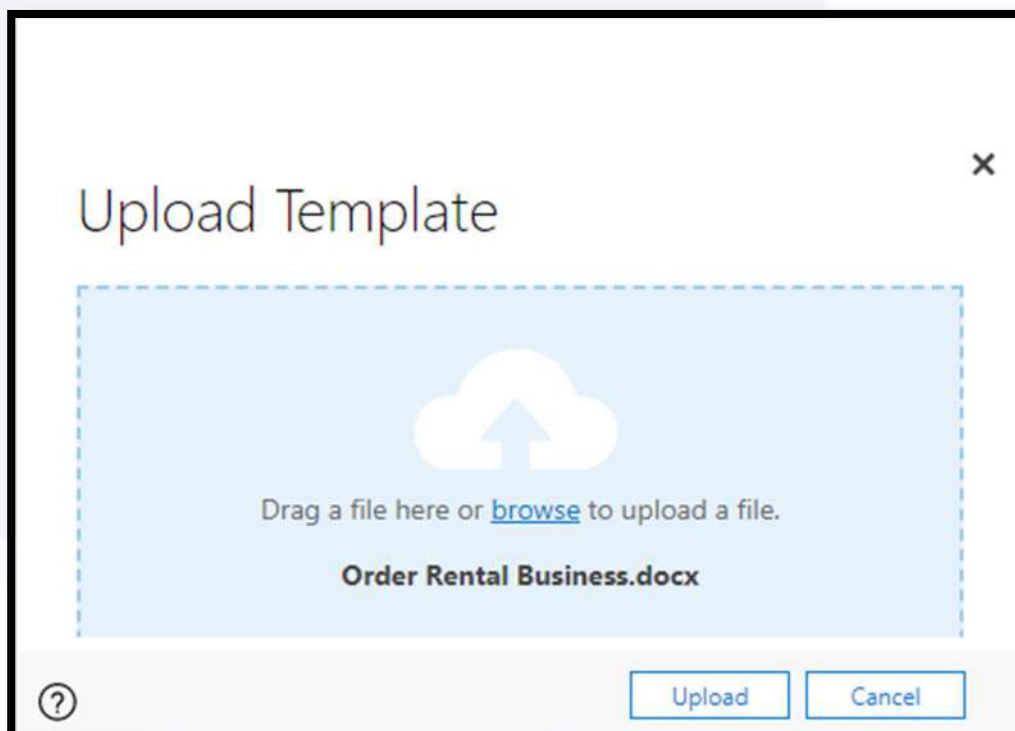 Upload Template
Drag a file here or browse to upload a file.
Order Rental Business.docx
Upload
Cancel